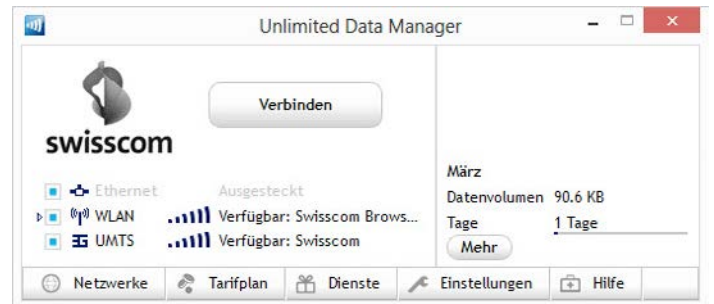 Unlimited Data Manager
swisscom
Verbinden
Ethernet Ausgesteckt
WLAN Verfügbar: Swisscom Brows...
3G UMTS Verfügbar: Swisscom
März
Datenvolumen 90.6 KB
Tage 1 Tage
Mehr
Netzwerke Tarifplan Dienste Einstellungen Hilfe